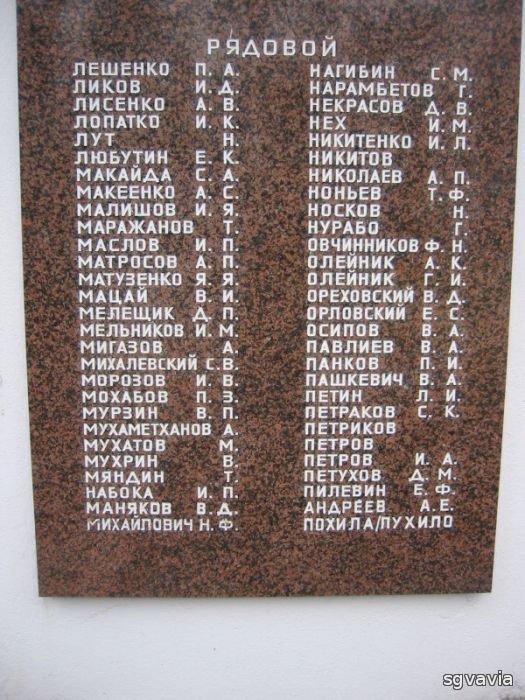 РЯДОВОЙ
ЛЕШЕНКО П. А.
ЛИКОВ И. Д.
ЛИСЕНКО А. В.
ЛОПАТКО И. К.
ЛУТ Н.
ЛЮБУТИН Е. К.
МАКАЙДА С. А.
МАКЕЕНКО А. С.
МАЛИШОВ И. Я.
МАРАЖАНОВ Т.
МАСЛОВ И. П.
МАТРОСОВ А. П.
МАТУЗЕНКО Я. Я.
МАЦАЙ В. И.
МЕЛЕЩИК Д. П.
МЕЛЬНИКОВ И. М.
МИГАЗОВ А.
МИХАЛЕВСКИЙ С. В.
МОРОЗОВ И. В.
МОХАБОВ П. З.
МУРЗИН В. П.
МУХАМЕТХАНОВ А.
МУХАТОВ М.
МУХРИН В.
МЯНДИН Т.
НАБОКА И. П.
МАНЯКОВ В. Д.
МИХАЙЛОВИЧ Н. Ф.
НАГИБИН С. М.
НАРАМБЕТОВ Г.
НЕКРАСОВ Д. В.
НЕХ И. М.
НИКИТЕНКО И. Л.
НИКИТОВ
НИКОЛАЕВ А. П.
НОНЬЕВ Т. Ф.
НОСКОВ Н.
НУРАБО Г.
ОВЧИННИКОВ Ф. Н.
ОЛЕЙНИК А. К.
ОЛЕЙНИК Г. И.
ОРЕХОВСКИЙ В. Д.
ОРЛОВСКИЙ Е. С.
ОСИПОВ В. А.
ПАВЛИЕВ В. А.
ПАНКОВ П. И.
ПАШКЕВИЧ В. А.
ПЕТИН Л. И.
ПЕТРАКОВ С. К.
ПЕТРИКОВ
ПЕТРОВ
ПЕТРОВ И. А.
ПЕТУХОВ Д. М.
ПИЛЕВИН Е. Ф.
АНДРЕЕВ А. Е.
ПОХИЛА/ПУХИЛО
sgvavia